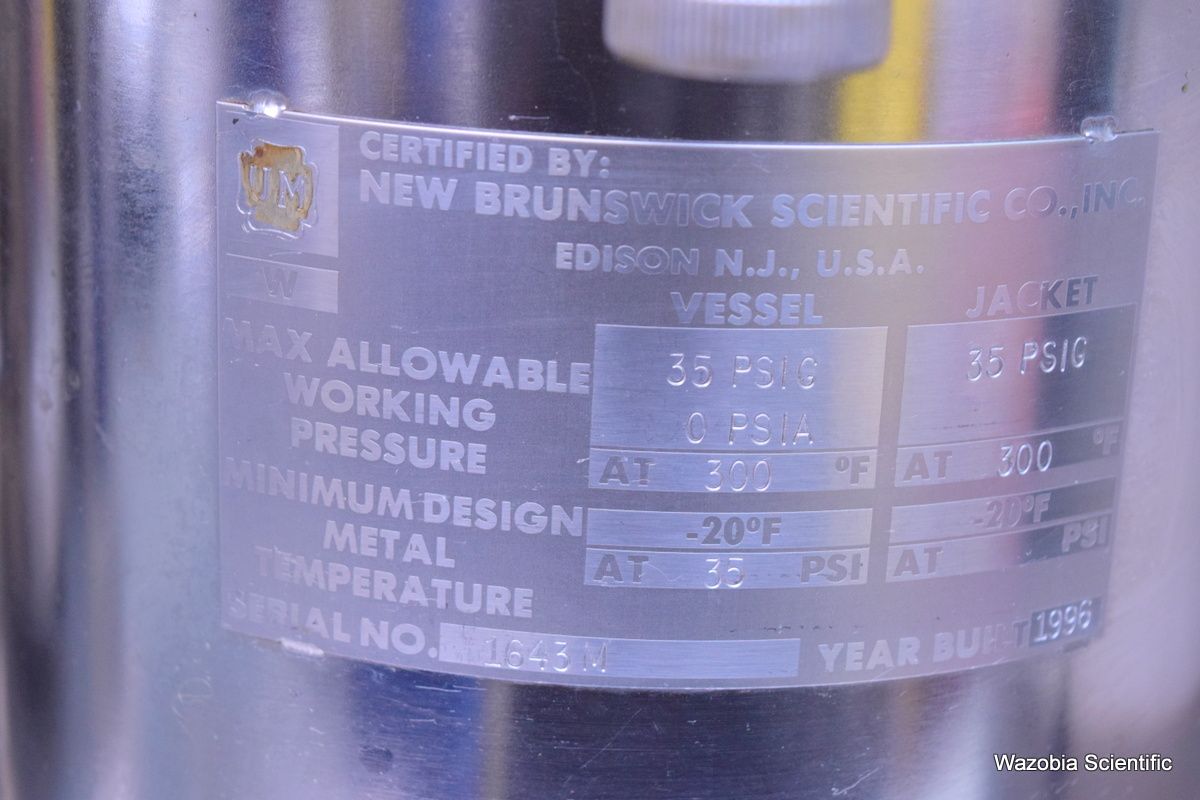 UM
CERTIFIED BY:
NEW BRUNSWICK SCIENTIFIC CO.,INC.
EDISON N.J., U.S.A.
W
VESSEL JACKET
MAX ALLOWABLE
WORKING
PRESSURE
35 PSIG 35 PSIG
0 PSIA
AT 300 °F AT 300 °F
MINIMUM DESIGN
METAL
TEMPERATURE
-20°F -20°F
AT 35 PSI AT PSI
SERIAL NO. 1643M YEAR BUILT 1996
Wazobia Scientific